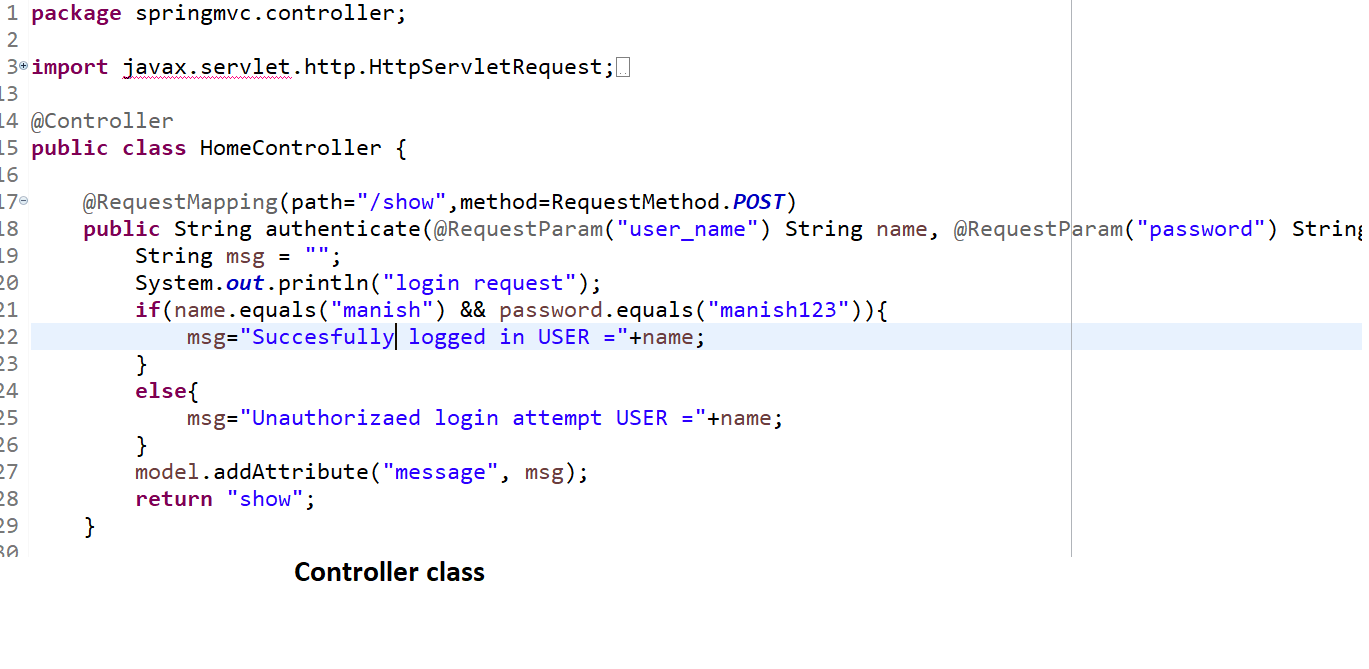 1 package springmvc.controller;
2
3 import javax.servlet.http.HttpServletRequest;
13
14 @Controller
15 public class HomeController {
16
17 @RequestMapping(path="/show",method=RequestMethod.POST)
18 public String authenticate(@RequestParam("user_name") String name, @RequestParam("password") String
19 String msg = "";
20 System.out.println("login request");
21 if(name.equals("manish") && password.equals("manish123")){
22 msg="Succesfully logged in USER ="+name;
23 }
24 else{
25 msg="Unauthorizaed login attempt USER ="+name;
26 }
27 model.addAttribute("message", msg);
28 return "show";
29 }
30
Controller class